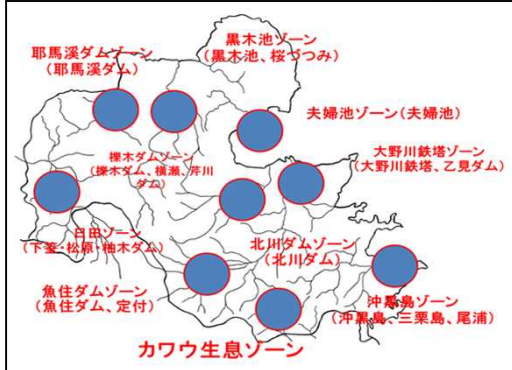 耶馬溪ダムゾーン
(耶馬溪ダム)
黒木池ゾーン
(黒木池、桜づつみ)
夫婦池ゾーン(夫婦池)
大野川鉄塔ゾーン
(大野川鉄塔、乙見ダム)
櫟木ダムゾーン
(櫟木ダム、横瀬、芹川
ダム)
日田ゾーン
(下筌・松原・柚木ダム)
北川ダムゾーン
(北川ダム)
魚住ダムゾーン
(魚住ダム、定付)
沖黒島ゾーン
(沖黒島、三栗島、尾浦)
カワウ生息ゾーン